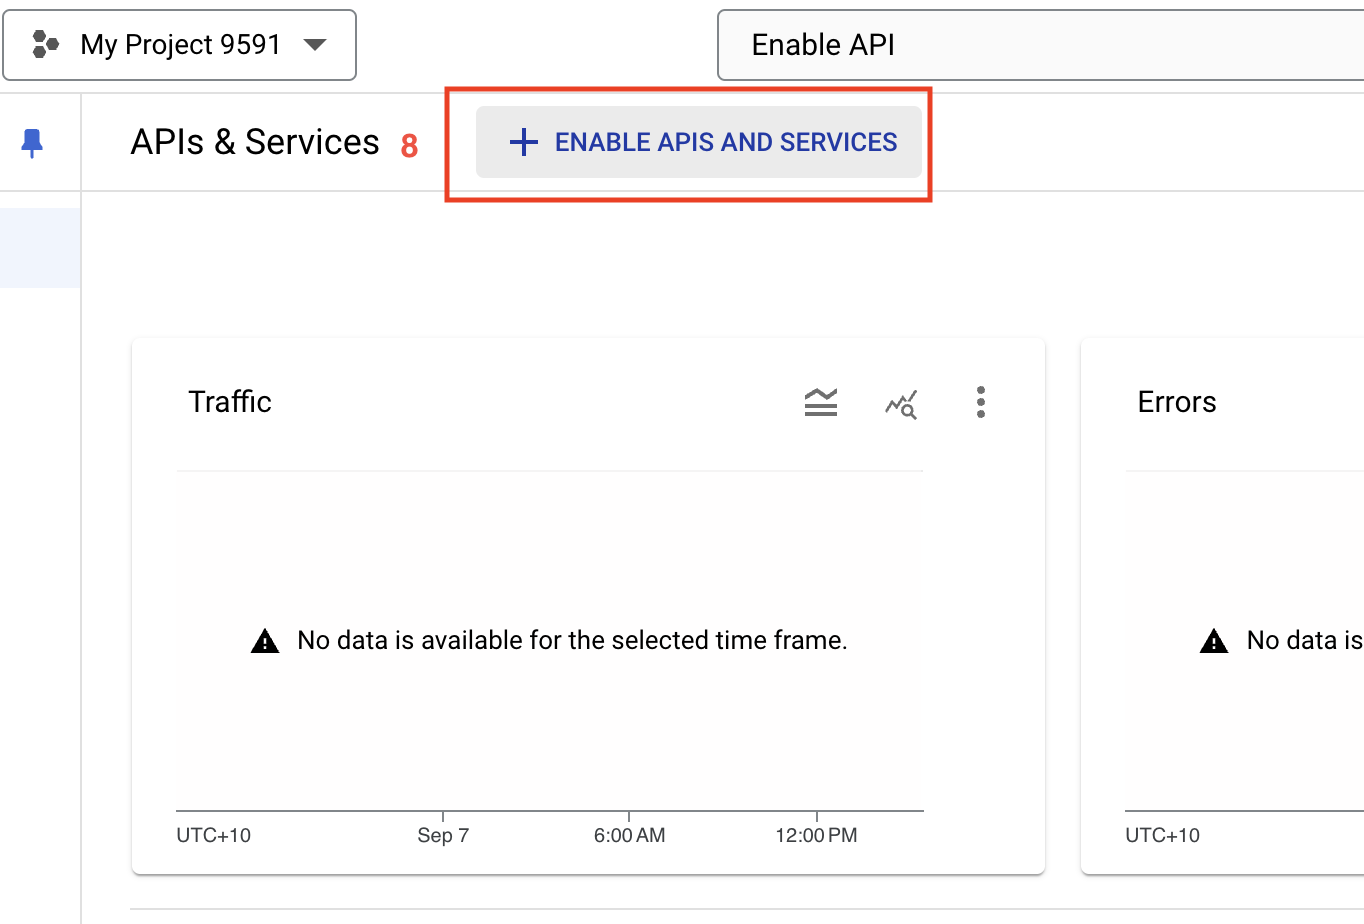 My Project 9591
Enable API
APIs & Services
8
ENABLE APIS AND SERVICES
Traffic
Errors
No data is available for the selected time frame.
No data is
UTC+10
Sep 7
6:00 AM
12:00 PM
UTC+10